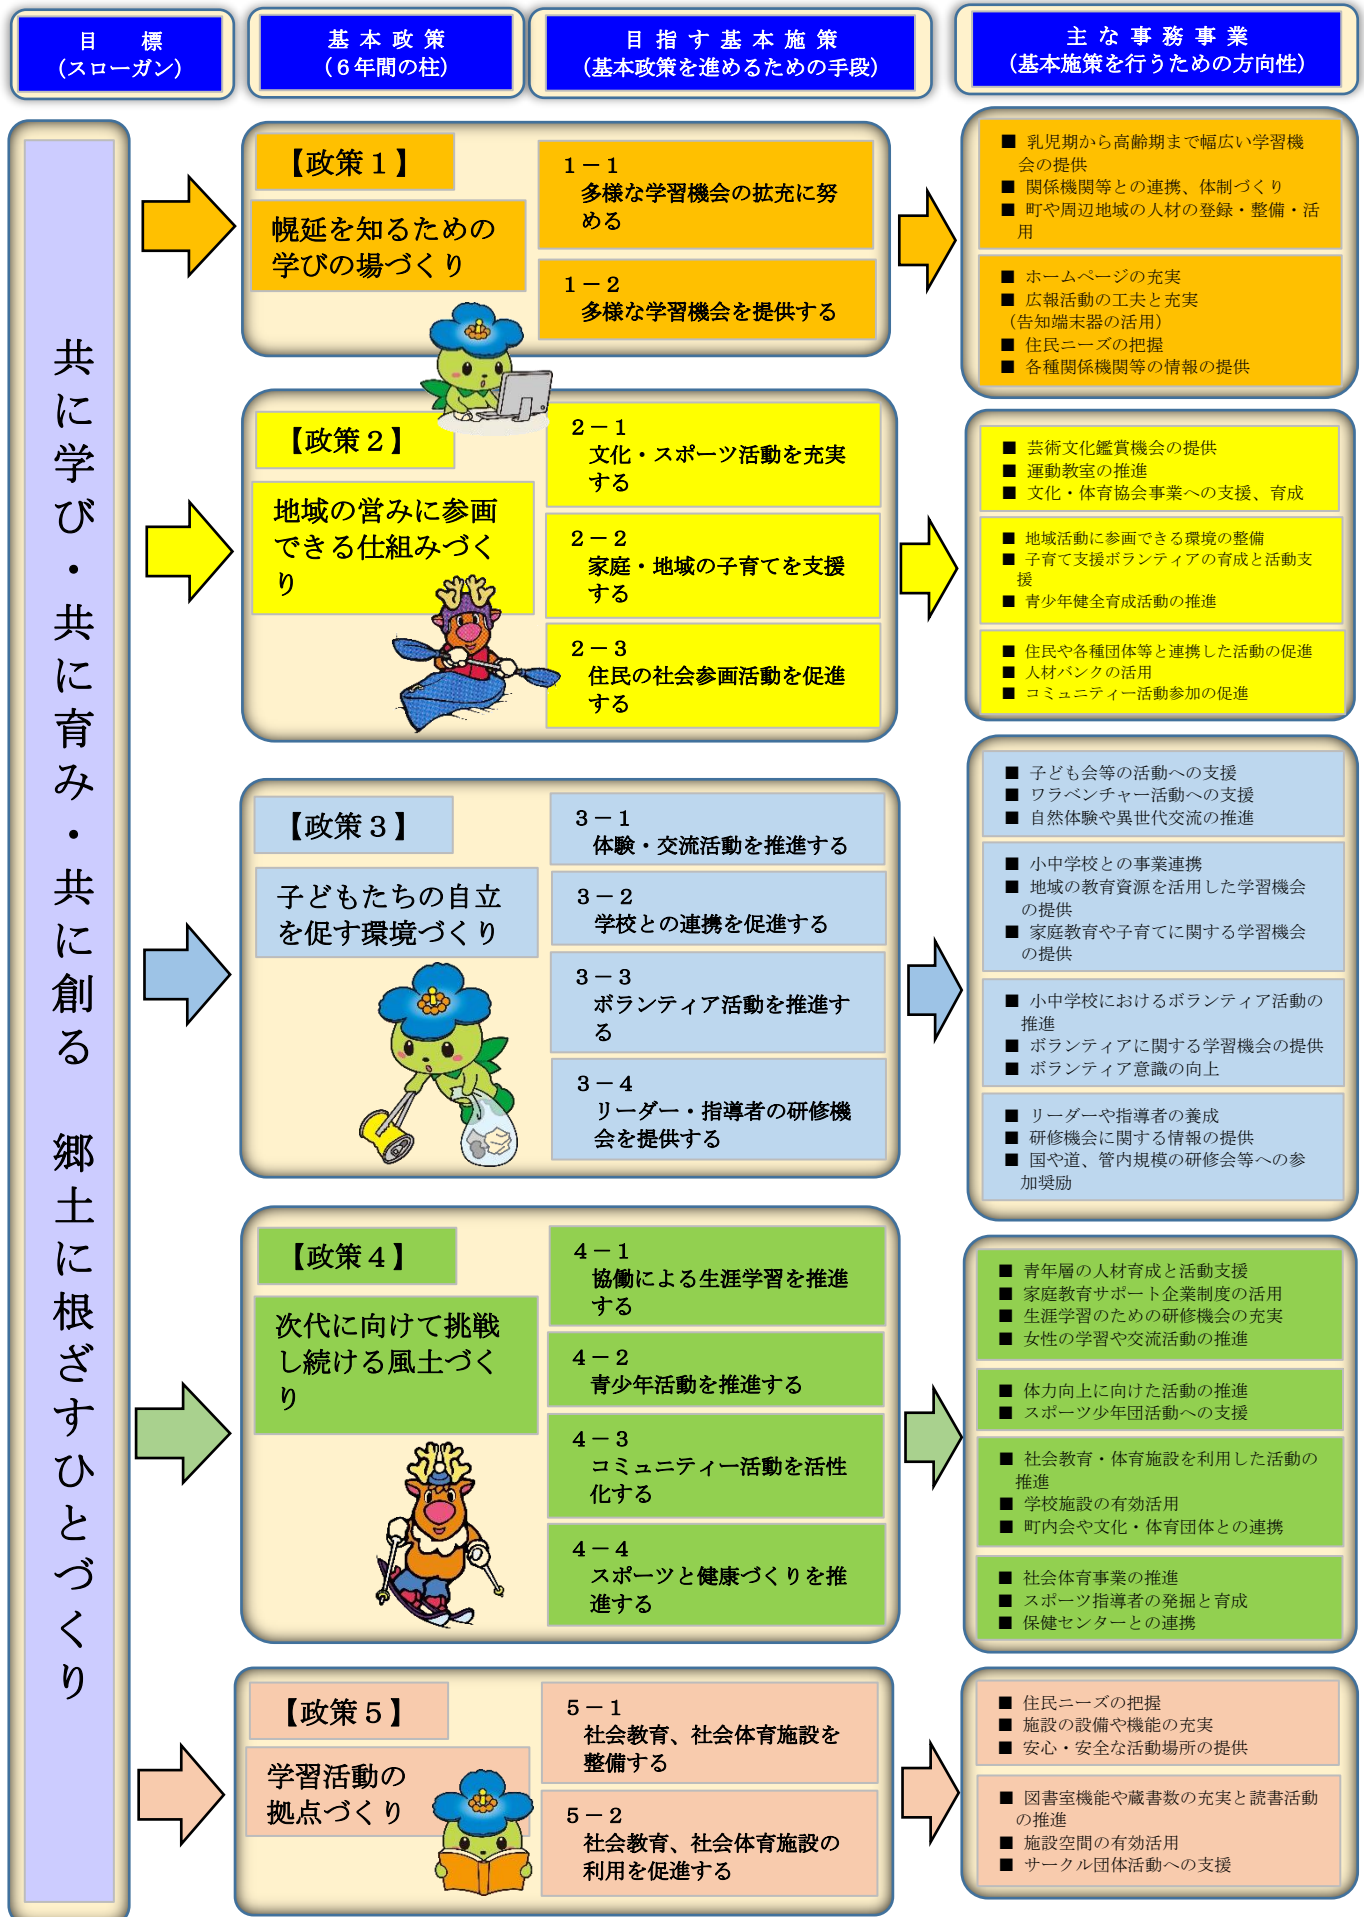 目　標
（スローガン）
基本政策
（６年間の柱）
目指す基本施策
（基本政策を進めるための手段）
主な事務事業
（基本施策を行うための方向性）
共に学び・共に育み・共に創る　郷土に根ざすひとづくり
【政策１】
幌延を知るための
学びの場づくり
１－１
多様な学習機会の拡充に努
める
１－２
多様な学習機会を提供する
■ 乳児期から高齢期まで幅広い学習機
会の提供
■ 関係機関等との連携、体制づくり
■ 町や周辺地域の人材の登録・整備・活
用
■ ホームページの充実
■ 広報活動の工夫と充実
（告知端末器の活用）
■ 住民ニーズの把握
■ 各種関係機関等の情報の提供
【政策２】
地域の営みに参画
できる仕組みづく
り
２－１
文化・スポーツ活動を充実
する
２－２
家庭・地域の子育てを支援
する
２－３
住民の社会参画活動を促進
する
■ 芸術文化鑑賞機会の提供
■ 運動教室の推進
■ 文化・体育協会事業への支援、育成
■ 地域活動に参画できる環境の整備
■ 子育て支援ボランティアの育成と活動支
援
■ 青少年健全育成活動の推進
■ 住民や各種団体等と連携した活動の促進
■ 人材バンクの活用
■ コミュニティー活動参加の促進
【政策３】
子どもたちの自立
を促す環境づくり
３－１
体験・交流活動を推進する
３－２
学校との連携を促進する
３－３
ボランティア活動を推進す
る
３－４
リーダー・指導者の研修機
会を提供する
■ 子ども会等の活動への支援
■ ワラベンチャー活動への支援
■ 自然体験や異世代交流の推進
■ 小中学校との事業連携
■ 地域の教育資源を活用した学習機会
の提供
■ 家庭教育や子育てに関する学習機会
の提供
■ 小中学校におけるボランティア活動の
推進
■ ボランティアに関する学習機会の提供
■ ボランティア意識の向上
■ リーダーや指導者の養成
■ 研修機会に関する情報の提供
■ 国や道、管内規模の研修会等への参
加奨励
【政策４】
次代に向けて挑戦
し続ける風土づく
り
４－１
協働による生涯学習を推進
する
４－２
青少年活動を推進する
４－３
コミュニティー活動を活性
化する
４－４
スポーツと健康づくりを推
進する
■ 青年層の人材育成と活動支援
■ 家庭教育サポート企業制度の活用
■ 生涯学習のための研修機会の充実
■ 女性の学習や交流活動の推進
■ 体力向上に向けた活動の推進
■ スポーツ少年団活動への支援
■ 社会教育・体育施設を利用した活動の
推進
■ 学校施設の有効活用
■ 町内会や文化・体育団体との連携
■ 社会体育事業の推進
■ スポーツ指導者の発掘と育成
■ 保健センターとの連携
【政策５】
学習活動の
拠点づくり
５－１
社会教育、社会体育施設を
整備する
５－２
社会教育、社会体育施設の
利用を促進する
■ 住民ニーズの把握
■ 施設の設備や機能の充実
■ 安心・安全な活動場所の提供
■ 図書室機能や蔵書数の充実と読書活動
の推進
■ 施設空間の有効活用
■ サークル団体活動への支援